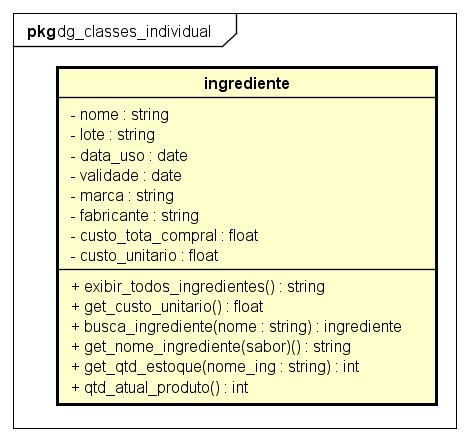 pkg dg_classes_individual
ingrediente
- nome : string
- lote : string
- data_uso : date
- validade : date
- marca : string
- fabricante : string
- custo_tota_compral : float
- custo_unitario : float
+ exibir_todos_ingredientes() : string
+ get_custo_unitario() : float
+ busca_ingrediente(nome : string) : ingrediente
+ get_nome_ingrediente(sabor)() : string
+ get_qtd_estoque(nome_ing : string) : int
+ qtd_atual_produto() : int